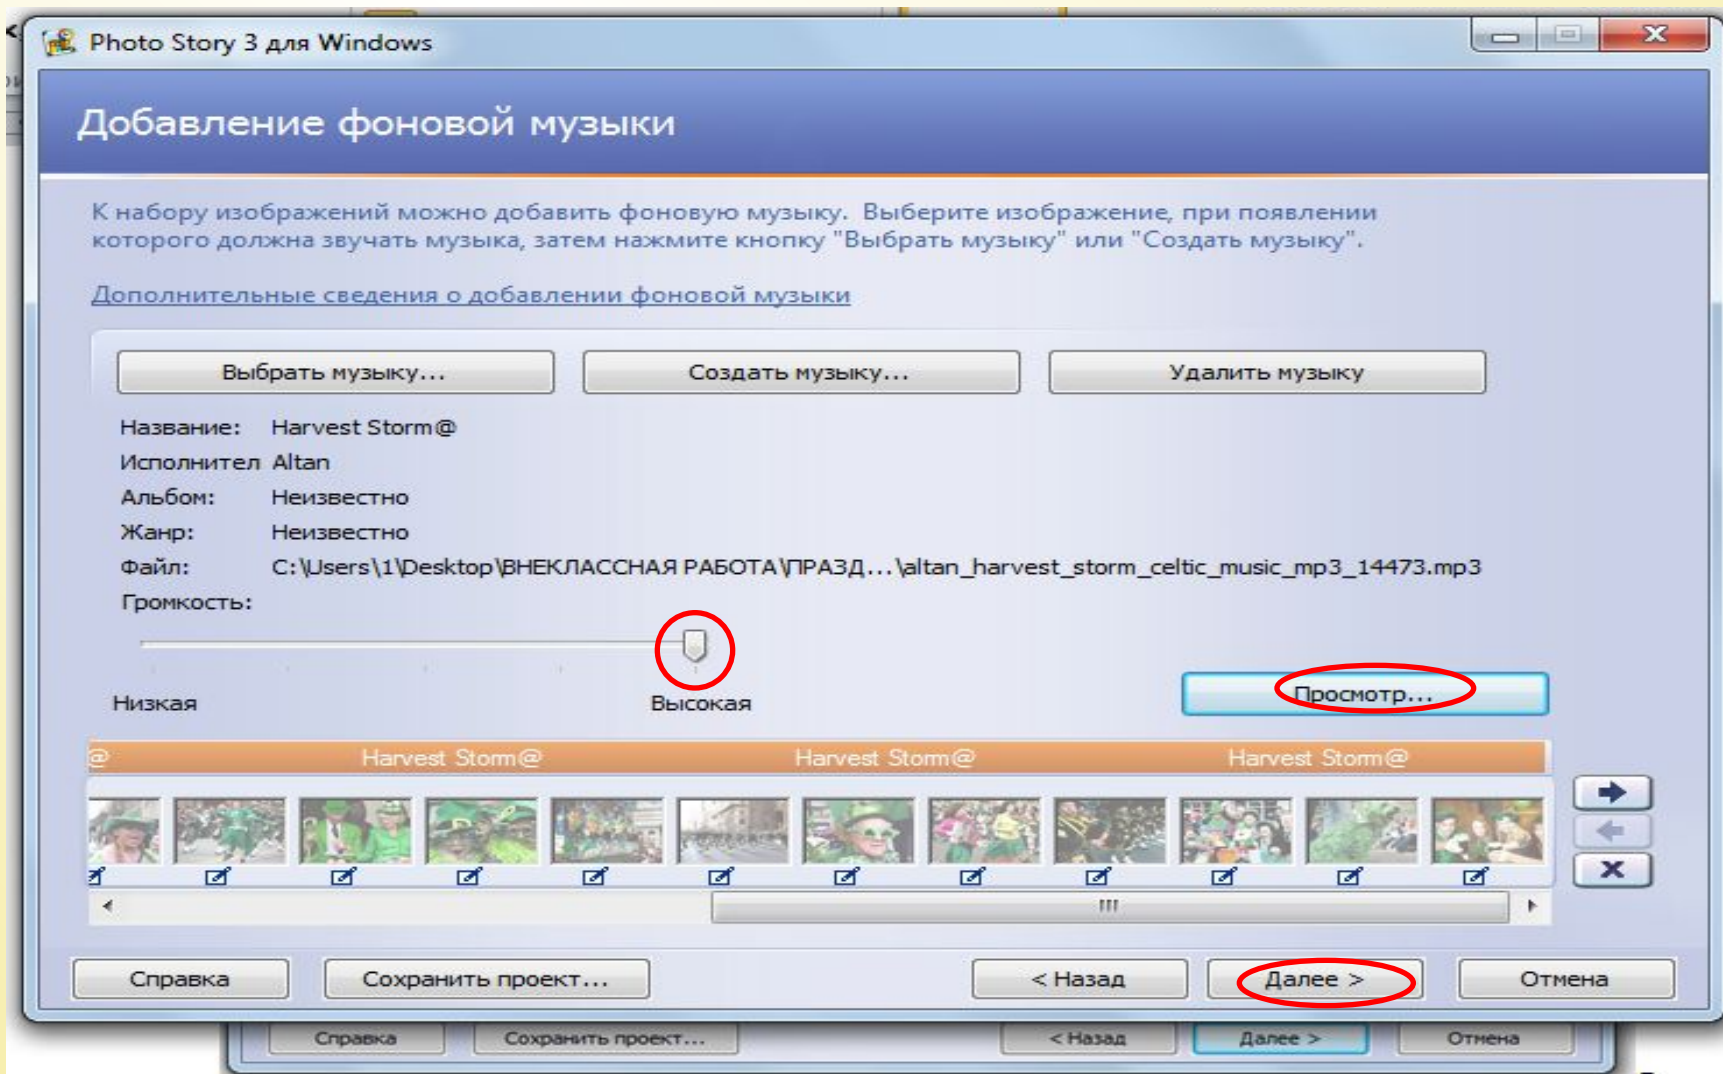 Photo Story 3 для Windows
Добавление фоновой музыки
К набору изображений можно добавить фоновую музыку. Выберите изображение, при появлении
которого должна звучать музыка, затем нажмите кнопку "Выбрать музыку" или "Создать музыку".
Дополнительные сведения о добавлении фоновой музыки
Выбрать музыку... Создать музыку... Удалить музыку
Название: Harvest Storm@
Исполнител Altan
Альбом: Неизвестно
Жанр: Неизвестно
Файл: C:\Users\1\Desktop\ВНЕКЛАССНАЯ РАБОТА\ПРАЗД...\altan_harvest_storm_celtic_music_mp3_14473.mp3
Громкость:
Низкая Высокая Просмотр...
@ Harvest Storm@ Harvest Storm@ Harvest Storm@
Справка Сохранить проект... < Назад Далее > Отмена
Справка Сохранить проект... < Назад Далее > Отмена